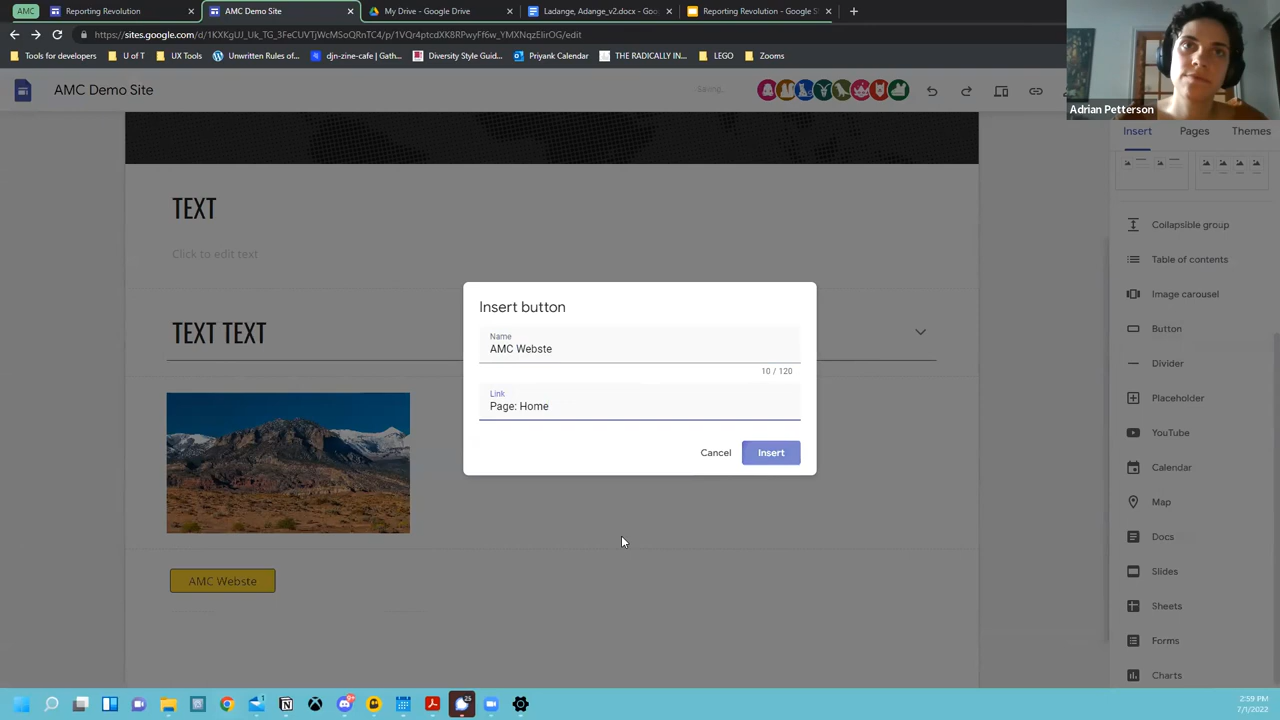 AMC
Reporting Revolution
AMC Demo Site
My Drive - Google Drive
Ladange, Adange_v2.docx - Goo
Reporting Revolution - Google S
sites.google.com/d/1KXKgUJ_Uk_TG_3FeCUVTjWcMSoQRnTC4/p/1VQr4ptcdXK8RPwyFf6w_YMXNqzElirOG/edit
Tools for developers
U of T
UX Tools
Unwritten Rules of...
djn-zine-cafe | Gath...
Diversity Style Guid...
Priyank Calendar
THE RADICALLY IN...
LEGO
Zooms
Adrian Petterson
AMC Demo Site
Saving...
Insert
Pages
Themes
TEXT
Click to edit text
TEXT TEXT
AMC Webste
Insert button
Name
AMC Webste
10 / 120
Link
Page: Home
Cancel
Insert
Collapsible group
Table of contents
Image carousel
Button
Divider
Placeholder
YouTube
Calendar
Map
Docs
Slides
Sheets
Forms
Charts
2:59 PM
7/1/2022